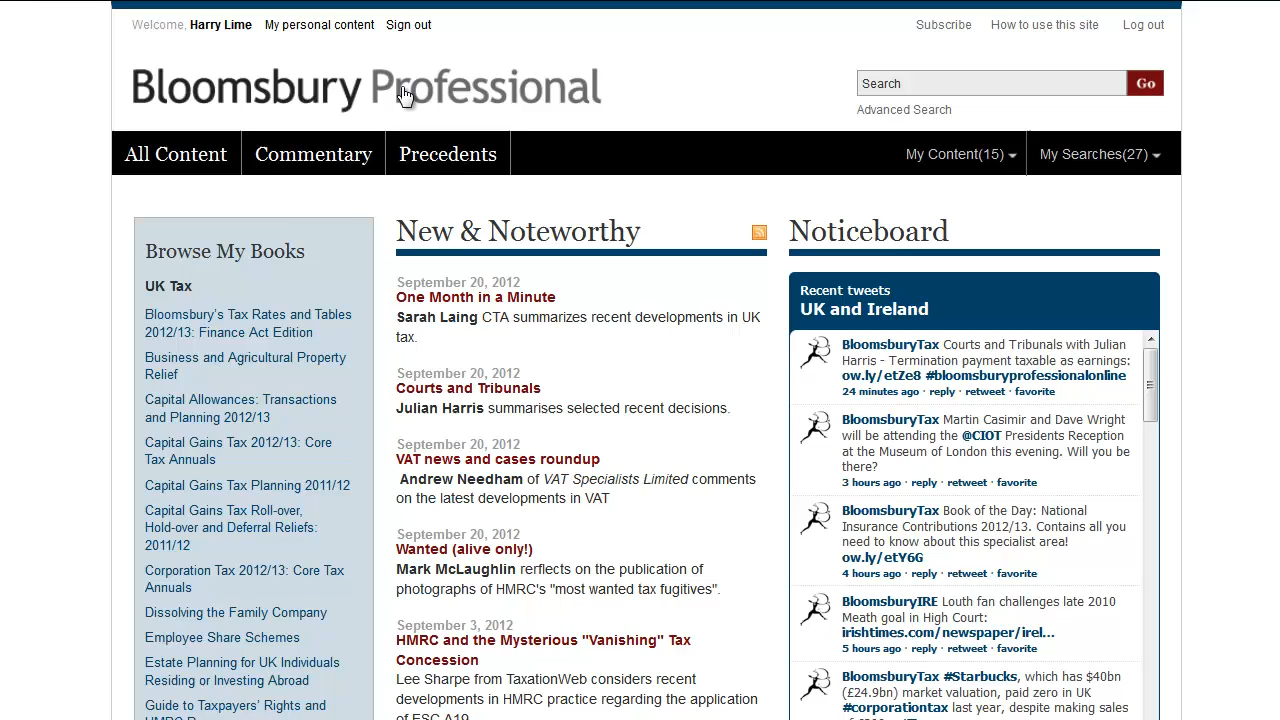 Welcome, Harry Lime My personal content Sign out
Subscribe How to use this site Log out
Bloomsbury Professional
Search Go
Advanced Search
All Content Commentary Precedents My Content(15) My Searches(27)
Browse My Books
UK Tax
Bloomsbury's Tax Rates and Tables
2012/13: Finance Act Edition
Business and Agricultural Property
Relief
Capital Allowances: Transactions
and Planning 2012/13
Capital Gains Tax 2012/13: Core
Tax Annuals
Capital Gains Tax Planning 2011/12
Capital Gains Tax Roll-over,
Hold-over and Deferral Reliefs:
2011/12
Corporation Tax 2012/13: Core Tax
Annuals
Dissolving the Family Company
Employee Share Schemes
Estate Planning for UK Individuals
Residing or Investing Abroad
Guide to Taxpayers' Rights and
New & Noteworthy
September 20, 2012
One Month in a Minute
Sarah Laing CTA summarizes recent developments in UK
tax.
September 20, 2012
Courts and Tribunals
Julian Harris summarises selected recent decisions.
September 20, 2012
VAT news and cases roundup
Andrew Needham of VAT Specialists Limited comments
on the latest developments in VAT
September 20, 2012
Wanted (alive only!)
Mark McLaughlin rerflects on the publication of
photographs of HMRC's "most wanted tax fugitives".
September 3, 2012
HMRC and the Mysterious "Vanishing" Tax
Concession
Lee Sharpe from TaxationWeb considers recent
developments in HMRC practice regarding the application
of ESC A19
Noticeboard
Recent tweets
UK and Ireland
BloomsburyTax Courts and Tribunals with Julian
Harris - Termination payment taxable as earnings:
ow.ly/etZe8 #bloomsburyprofessionalonline
24 minutes ago · reply · retweet · favorite
BloomsburyTax Martin Casimir and Dave Wright
will be attending the @CIOT Presidents Reception
at the Museum of London this evening. Will you be
there?
3 hours ago · reply · retweet · favorite
BloomsburyTax Book of the Day: National
Insurance Contributions 2012/13. Contains all you
need to know about this specialist area!
ow.ly/etY6G
4 hours ago · reply · retweet · favorite
BloomsburyIRE Louth fan challenges late 2010
Meath goal in High Court:
irishtimes.com/newspaper/irel...
5 hours ago · reply · retweet · favorite
BloomsburyTax #Starbucks, which has $40bn
(£24.9bn) market valuation, paid zero in UK
#corporationtax last year, despite making sales